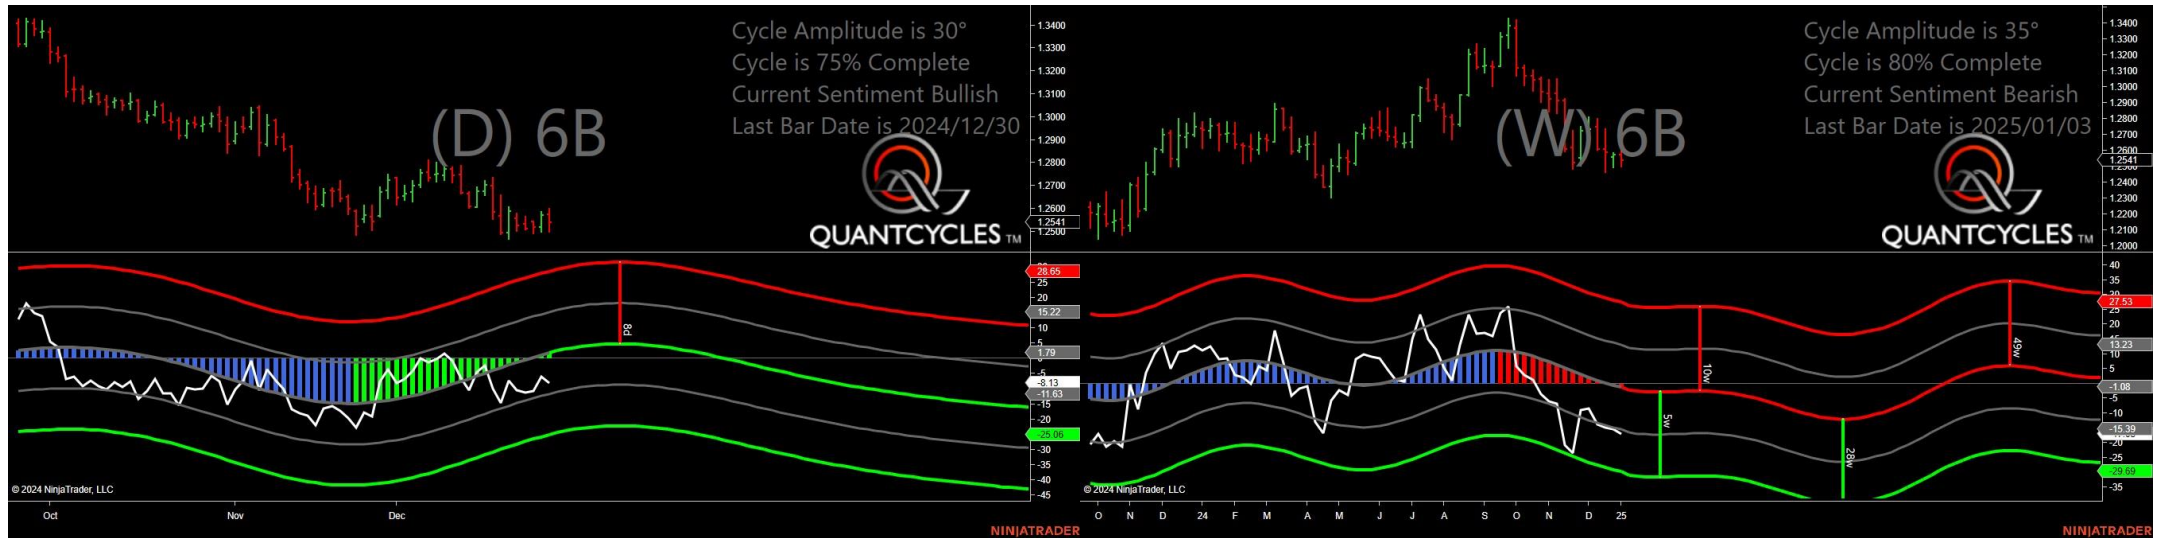 Cycle Amplitude is 30°
Cycle is 75% Complete
Current Sentiment Bullish
Last Bar Date is 2024/12/30
(D) 6B
QUANTCYCLES TM
1.3400
1.3300
1.3200
1.3100
1.3000
1.2900
1.2800
1.2700
1.2600
1.2541
1.2500
28.65
25
20
15.22
10
5
1.79
-5
-8.13
-11.63
-15
-20
-25.06
-30
-35
-40
-45
8d
© 2024 NinjaTrader, LLC
Oct
Nov
Dec
NINJATRADER
Cycle Amplitude is 35°
Cycle is 80% Complete
Current Sentiment Bearish
Last Bar Date is 2025/01/03
(W) 6B
QUANTCYCLES TM
1.3400
1.3300
1.3200
1.3100
1.3000
1.2900
1.2800
1.2700
1.2600
1.2541
1.2400
1.2300
1.2200
1.2100
1.2000
40
35
27.53
25
20
13.23
10
5
-1.08
-5
-10
-15.39
-20
-25
-29.69
-35
10w
49w
5w
28w
© 2024 NinjaTrader, LLC
O N D 24 F M A M J J A S O N D 25
NINJATRADER